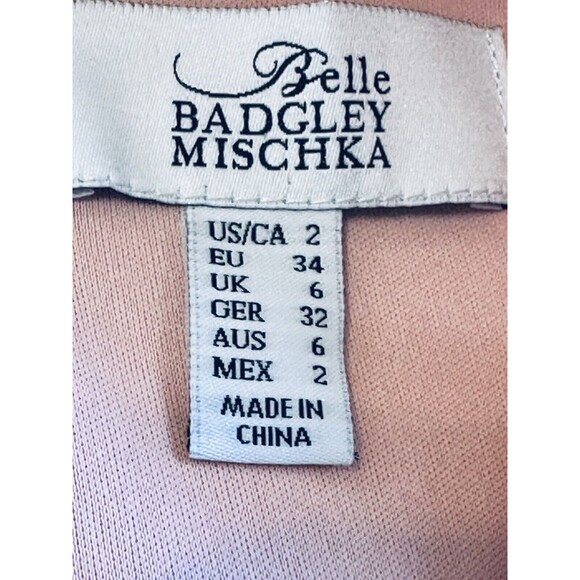 Belle
BADGLEY
MISCHKA
US/CA 2
EU 34
UK 6
GER 32
AUS 6
MEX 2
MADE IN
CHINA